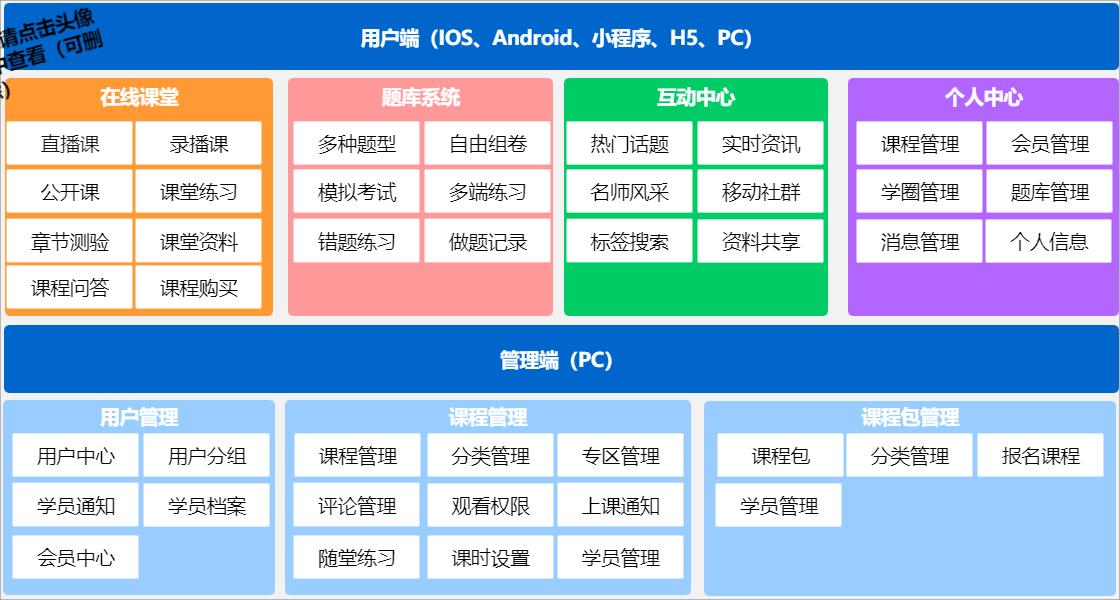 请点击头像
中查看（可删
用户端（IOS、Android、小程序、H5、PC）
在线课堂
直播课 录播课
公开课 课堂练习
章节测验 课堂资料
课程问答 课程购买
题库系统
多种题型 自由组卷
模拟考试 多端练习
错题练习 做题记录
互动中心
热门话题 实时资讯
名师风采 移动社群
标签搜索 资料共享
个人中心
课程管理 会员管理
学圈管理 题库管理
消息管理 个人信息
管理端（PC）
用户管理
用户中心 用户分组
学员通知 学员档案
会员中心
课程管理
课程管理 分类管理 专区管理
评论管理 观看权限 上课通知
随堂练习 课时设置 学员管理
课程包管理
课程包 分类管理 报名课程
学员管理